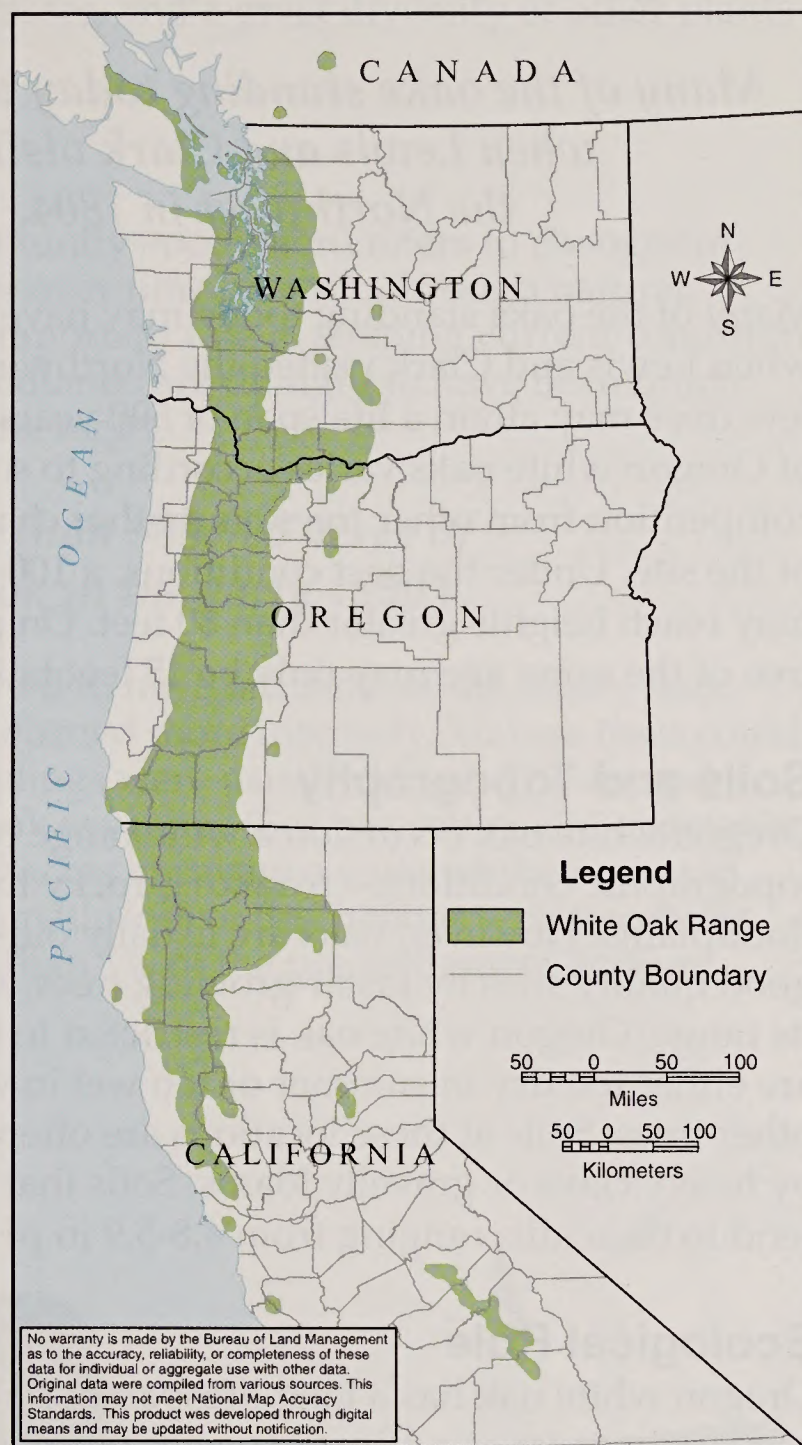 CANADA
N
W E
S
WASHINGTON
PACIFIC OCEAN
OREGON
Legend
White Oak Range
County Boundary
50 0 50 100
Miles
50 0 50 100
Kilometers
CALIFORNIA
No warranty is made by the Bureau of Land Management
as to the accuracy, reliability, or completeness of these
data for individual or aggregate use with other data.
Original data were compiled from various sources. This
information may not meet National Map Accuracy
Standards. This product was developed through digital
means and may be updated without notification.